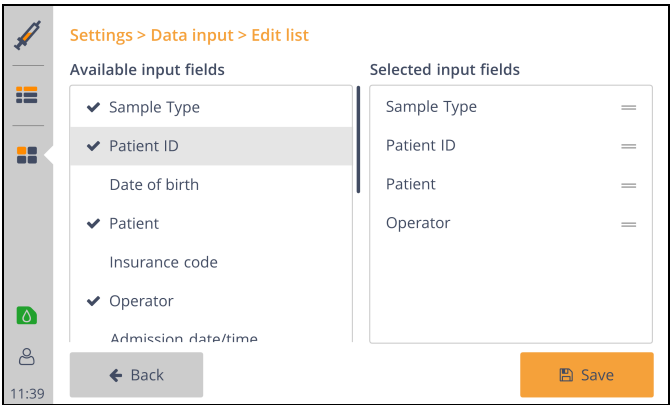 Settings > Data input > Edit list
Available input fields
Sample Type
Patient ID
Date of birth
Patient
Insurance code
Operator
Admission date/time
Selected input fields
Sample Type
Patient ID
Patient
Operator
Back
Save
11:39